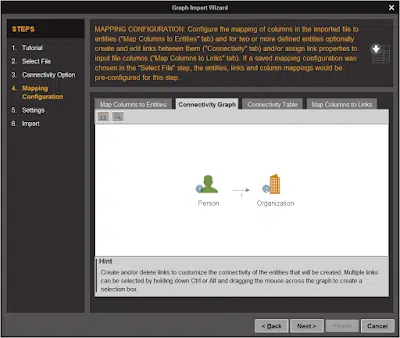 Graph Import Wizard
STEPS
1. Tutorial
2. Select File
3. Connectivity Option
4. Mapping
Configuration
5. Settings
6. Import
MAPPING CONFIGURATION: Configure the mapping of columns in the imported file to
entities ("Map Columns to Entities" tab) and for two or more defined entities optionally
create and edit links between them ("Connectivity" tab) and/or assign link properties to
input file columns ("Map Columns to Links" tab). If a saved mapping configuration was
chosen in the "Select File" step, the entities, links and column mappings would be
pre-configured for this step.
Map Columns to Entities
Connectivity Graph
Connectivity Table
Map Columns to Links
Person
Organization
Hint
Create and/or delete links to customize the connectivity of the entities that will be created. Multiple links
can be selected by holding down Ctrl or Alt and dragging the mouse across the graph to create a
selection box.
< Back
Next >
Finish
Cancel